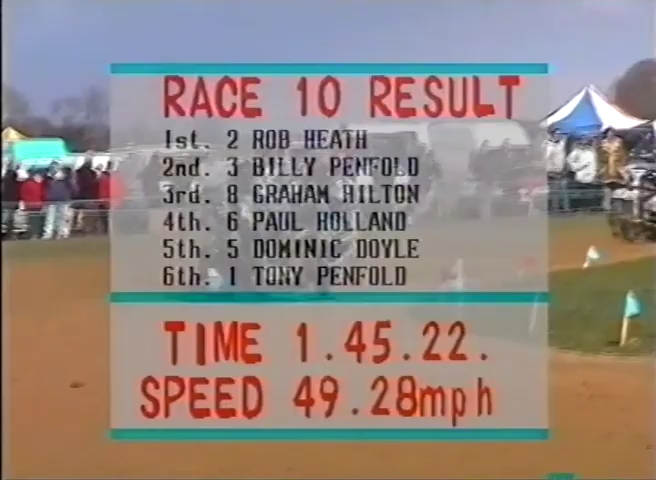 RACE 10 RESULT
1st. 2 ROB HEATH
2nd. 3 BILLY PENFOLD
3rd. 8 GRAHAM HILTON
4th. 6 PAUL HOLLAND
5th. 5 DOMINIC DOYLE
6th. 1 TONY PENFOLD
TIME 1.45.22.
SPEED 49.28mph